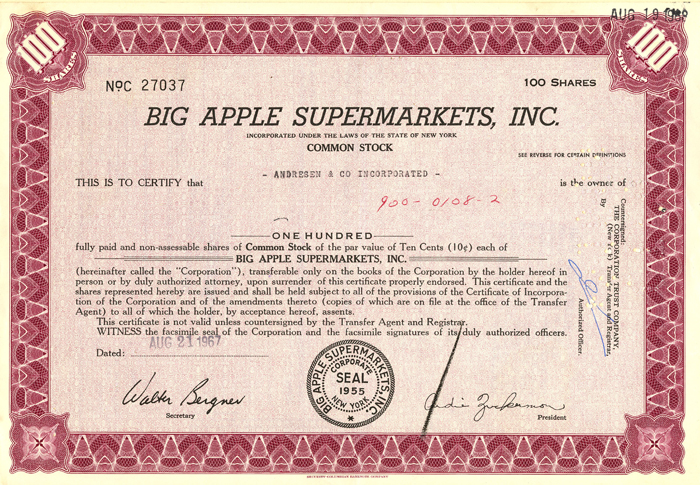 AUG 19 1969
100 SHARES
100 SHARES
NºC 27037
100 SHARES
BIG APPLE SUPERMARKETS, INC.
INCORPORATED UNDER THE LAWS OF THE STATE OF NEW YORK
COMMON STOCK
SEE REVERSE FOR CERTAIN DEFINITIONS
THIS IS TO CERTIFY that
- ANDRESEN & CO INCORPORATED -
is the owner of
900-0108-2
ONE HUNDRED
fully paid and non-assessable shares of Common Stock of the par value of Ten Cents (10¢) each of
BIG APPLE SUPERMARKETS, INC.
(hereinafter called the "Corporation"), transferable only on the books of the Corporation by the holder hereof in
person or by duly authorized attorney, upon surrender of this certificate properly endorsed. This certificate and the
shares represented hereby are issued and shall be held subject to all of the provisions of the Certificate of Incorpora-
tion of the Corporation and of the amendments thereto (copies of which are on file at the office of the Transfer
Agent) to all of which the holder, by acceptance hereof, assents.
This certificate is not valid unless countersigned by the Transfer Agent and Registrar.
WITNESS the facsimile seal of the Corporation and the facsimile signatures of its duly authorized officers.
AUG 21 1967
Dated:
Countersigned:
THE CORPORATION TRUST COMPANY,
(New York) Transfer Agent and Registrar,
By
Authorized Officer.
BIG APPLE SUPERMARKETS, INC.
CORPORATE
SEAL
1955
NEW YORK
Walter Bergner
Secretary
Zuckerman
President
100
100